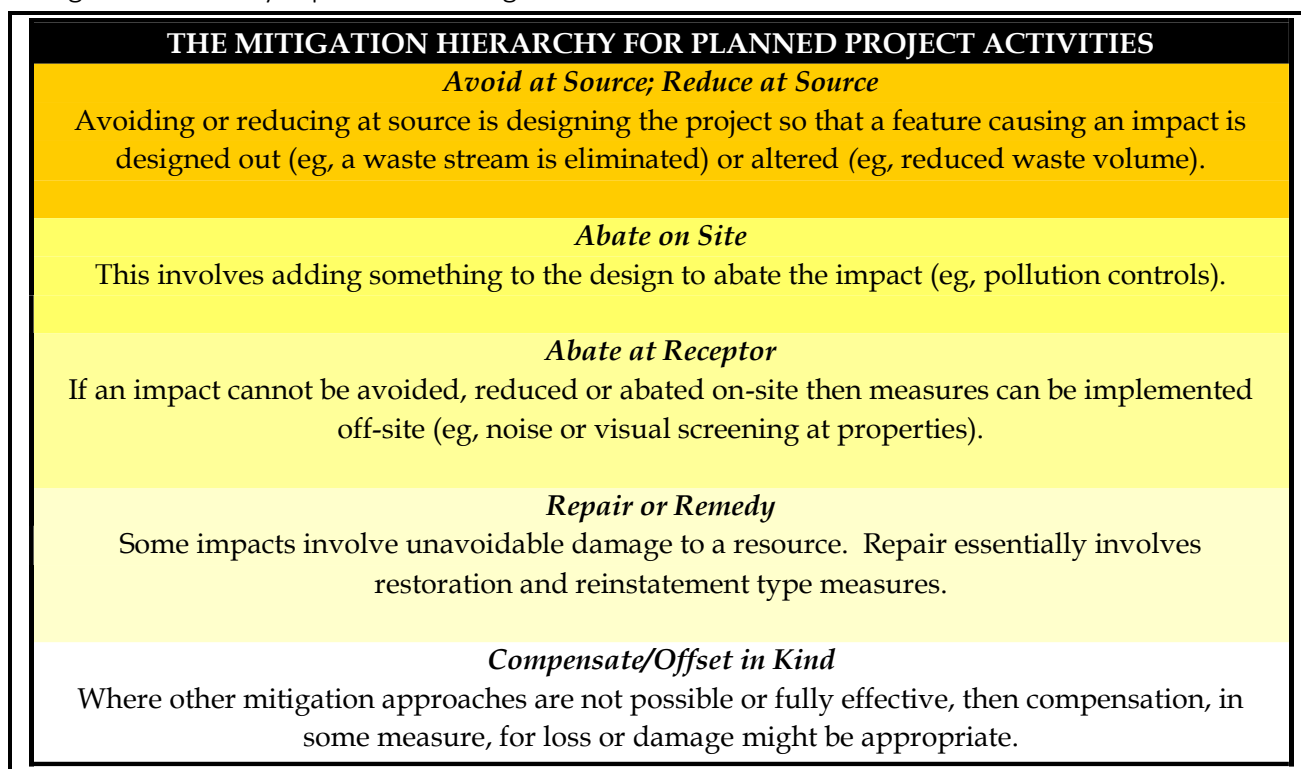 THE MITIGATION HIERARCHY FOR PLANNED PROJECT ACTIVITIES
Avoid at Source; Reduce at Source
Avoiding or reducing at source is designing the project so that a feature causing an impact is
designed out (eg, a waste stream is eliminated) or altered (eg, reduced waste volume).
Abate on Site
This involves adding something to the design to abate the impact (eg, pollution controls).
Abate at Receptor
If an impact cannot be avoided, reduced or abated on-site then measures can be implemented
off-site (eg, noise or visual screening at properties).
Repair or Remedy
Some impacts involve unavoidable damage to a resource. Repair essentially involves
restoration and reinstatement type measures.
Compensate/Offset in Kind
Where other mitigation approaches are not possible or fully effective, then compensation, in
some measure, for loss or damage might be appropriate.